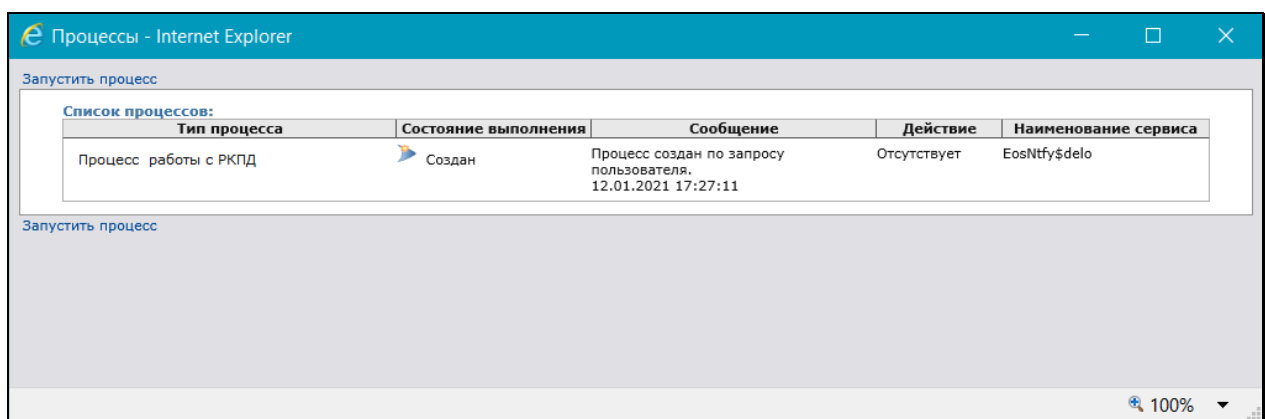 Процессы - Internet Explorer
Запустить процесс
Список процессов:
Тип процесса Состояние выполнения Сообщение Действие Наименование сервиса
Процесс работы с РКПД Создан Процесс создан по запросу Отсутствует EosNtfy$delo
пользователя.
12.01.2021 17:27:11
Запустить процесс
100%